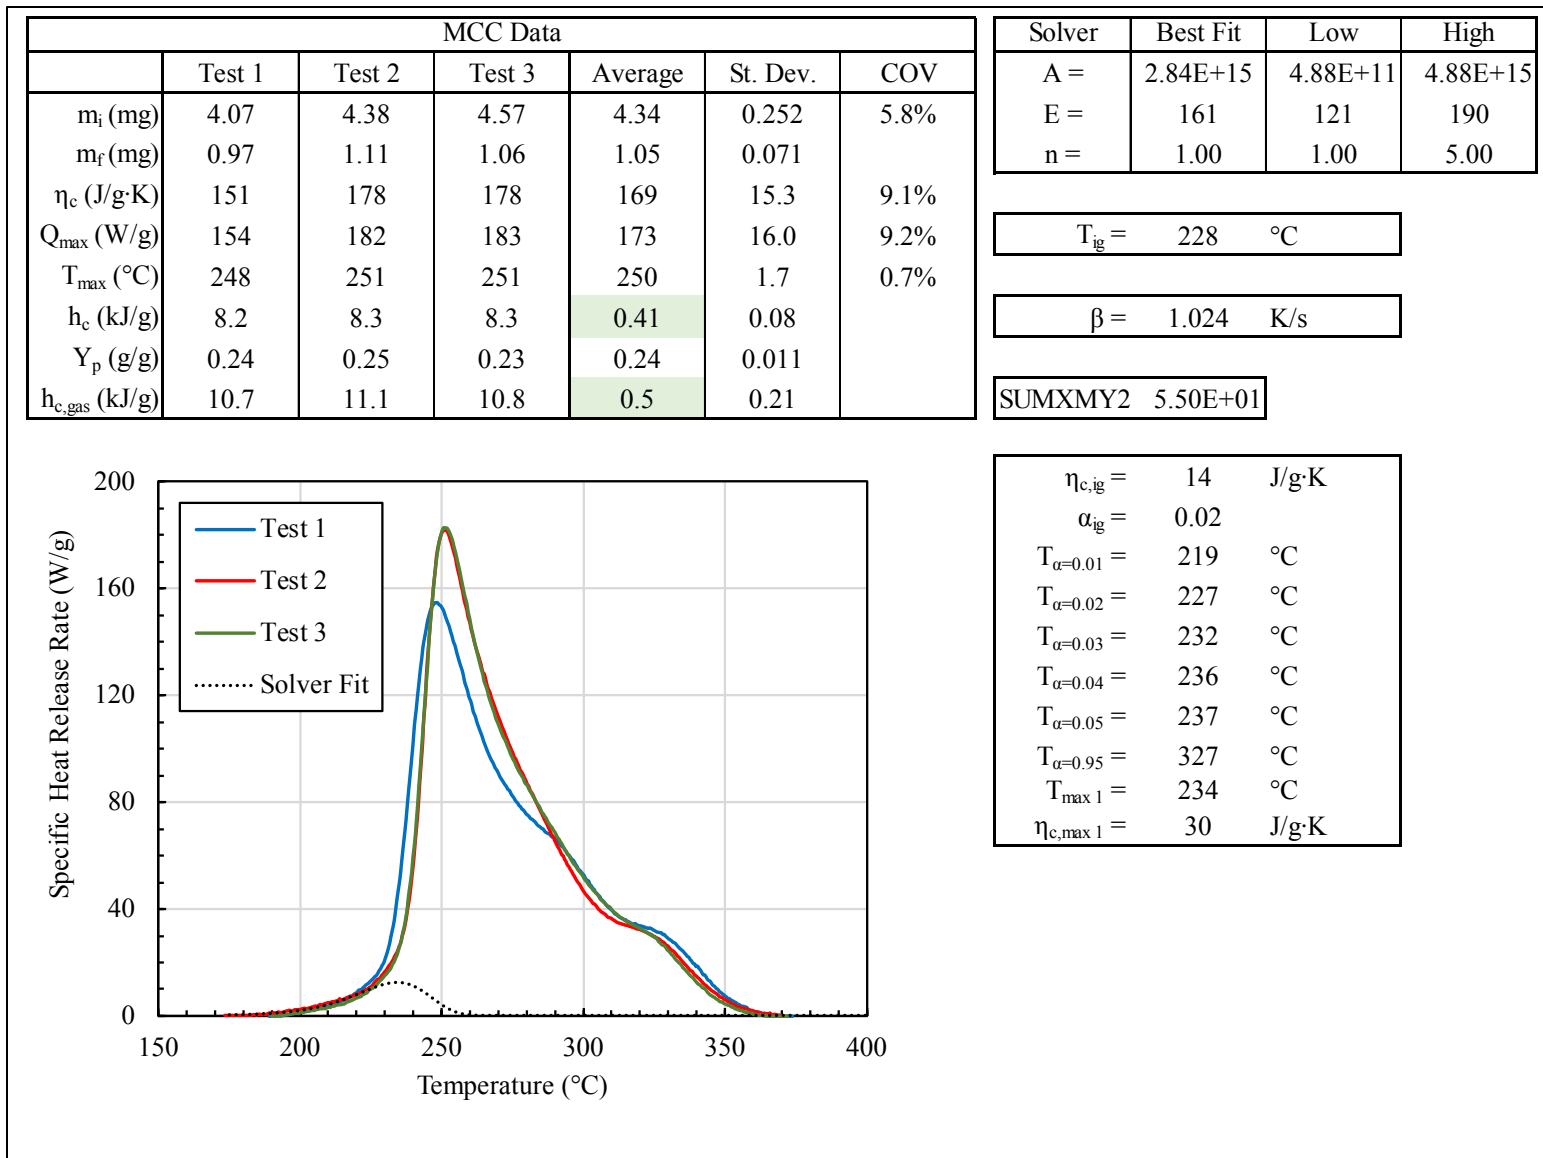 MCC Data
Test 1 Test 2 Test 3 Average St. Dev. COV
mi (mg) 4.07 4.38 4.57 4.34 0.252 5.8%
mf (mg) 0.97 1.11 1.06 1.05 0.071
ηc (J/g·K) 151 178 178 169 15.3 9.1%
Qmax (W/g) 154 182 183 173 16.0 9.2%
Tmax (°C) 248 251 251 250 1.7 0.7%
hc (kJ/g) 8.2 8.3 8.3 0.41 0.08
Yp (g/g) 0.24 0.25 0.23 0.24 0.011
hc,gas (kJ/g) 10.7 11.1 10.8 0.5 0.21
Solver Best Fit Low High
A = 2.84E+15 4.88E+11 4.88E+15
E = 161 121 190
n = 1.00 1.00 5.00
Tig = 228 °C
β = 1.024 K/s
SUMXMY2 5.50E+01
ηc,ig = 14 J/g·K
αig = 0.02
Tα=0.01 = 219 °C
Tα=0.02 = 227 °C
Tα=0.03 = 232 °C
Tα=0.04 = 236 °C
Tα=0.05 = 237 °C
Tα=0.95 = 327 °C
Tmax 1 = 234 °C
ηc,max 1 = 30 J/g·K
Specific Heat Release Rate (W/g)
200
160
120
80
40
0
Test 1
Test 2
Test 3
Solver Fit
150 200 250 300 350 400
Temperature (°C)